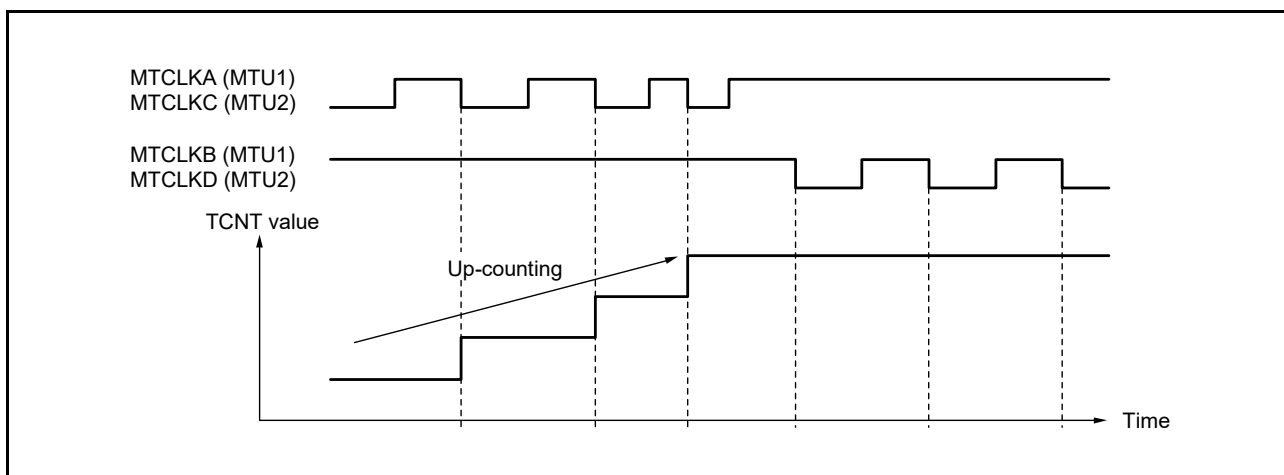 MTCLKA (MTU1)
MTCLKC (MTU2)
MTCLKB (MTU1)
MTCLKD (MTU2)
TCNT value
Up-counting
Time